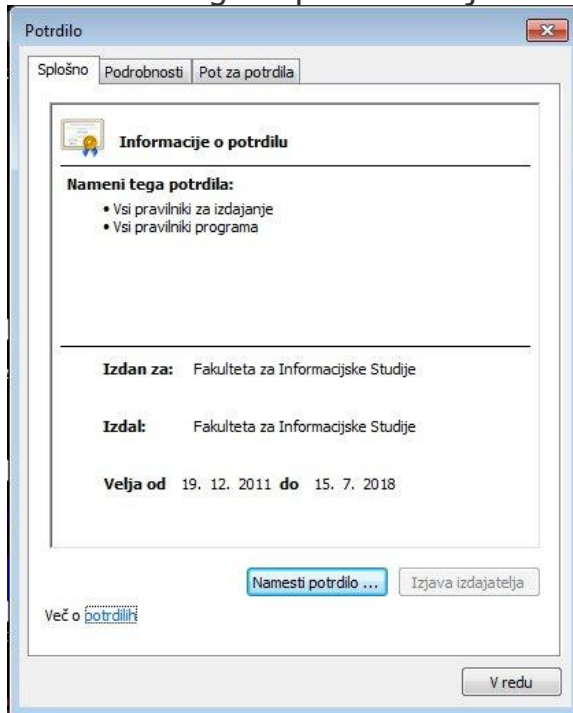 Potrdilo
Splošno Podrobnosti Pot za potrdila
Informacije o potrdilu
Nameni tega potrdila:
• Vsi pravilniki za izdajanje
• Vsi pravilniki programa
Izdan za: Fakulteta za Informacijske Studije
Izdal: Fakulteta za Informacijske Studije
Velja od 19. 12. 2011 do 15. 7. 2018
Namesti potrdilo ... Izjava izdajatelja
Več o potrdilih
V redu